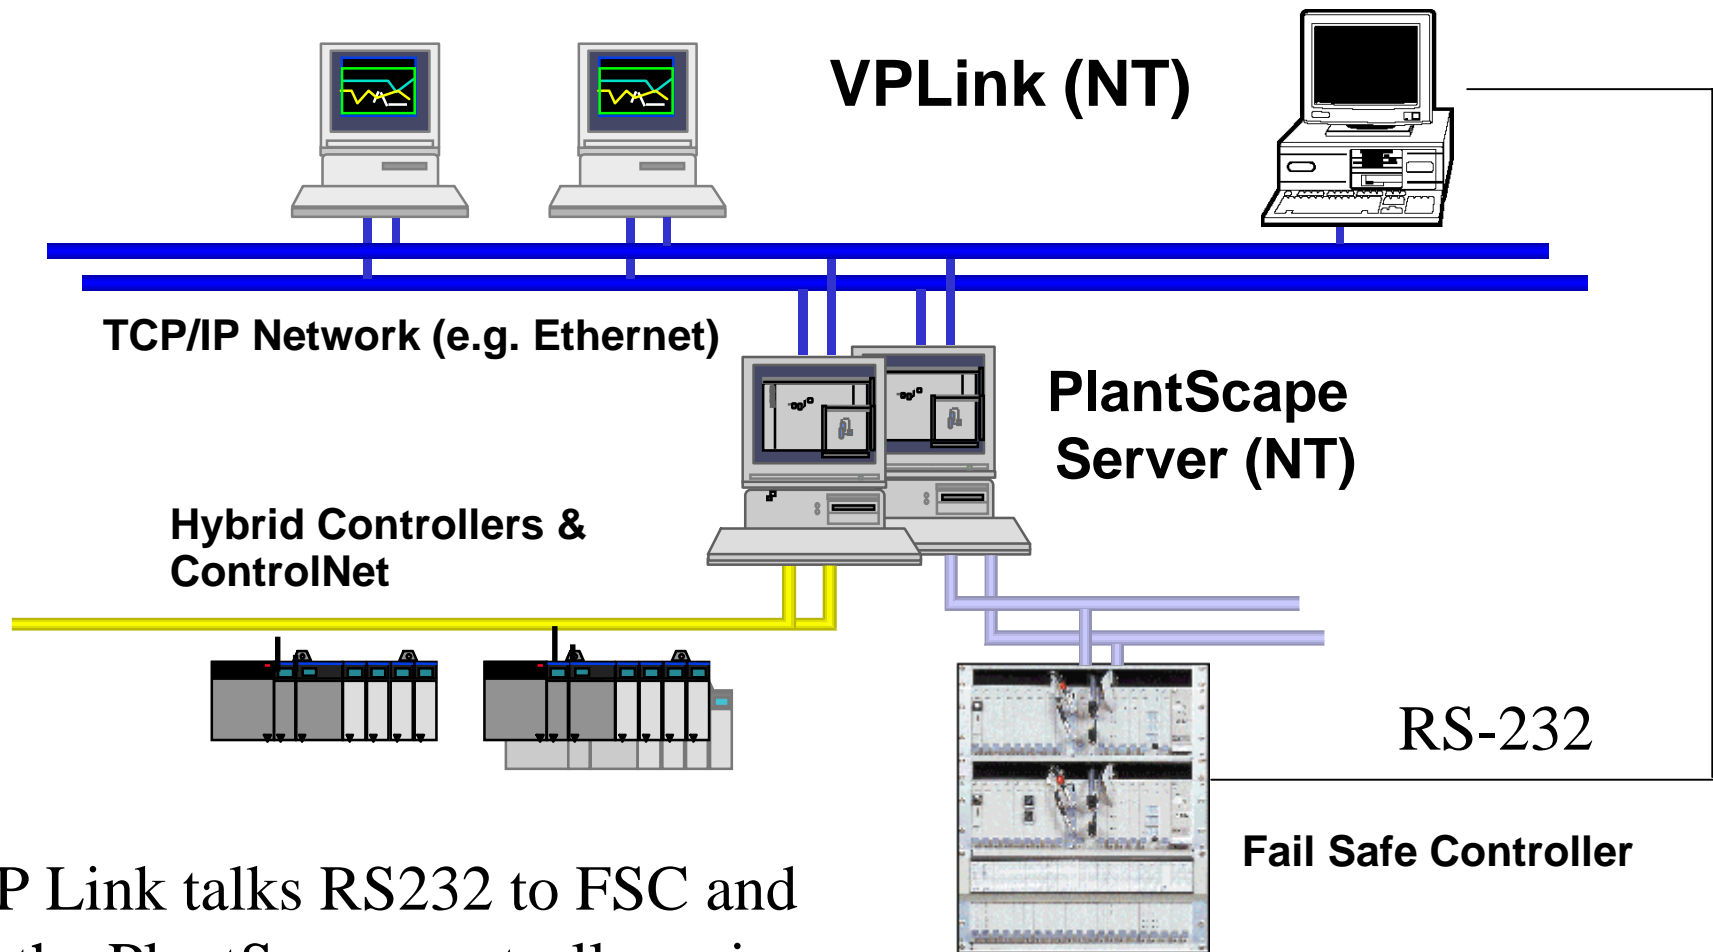 VPLink (NT)
TCP/IP Network (e.g. Ethernet)
PlantScape
Server (NT)
Hybrid Controllers &
ControlNet
RS-232
Fail Safe Controller
P Link talks RS232 to FSC and